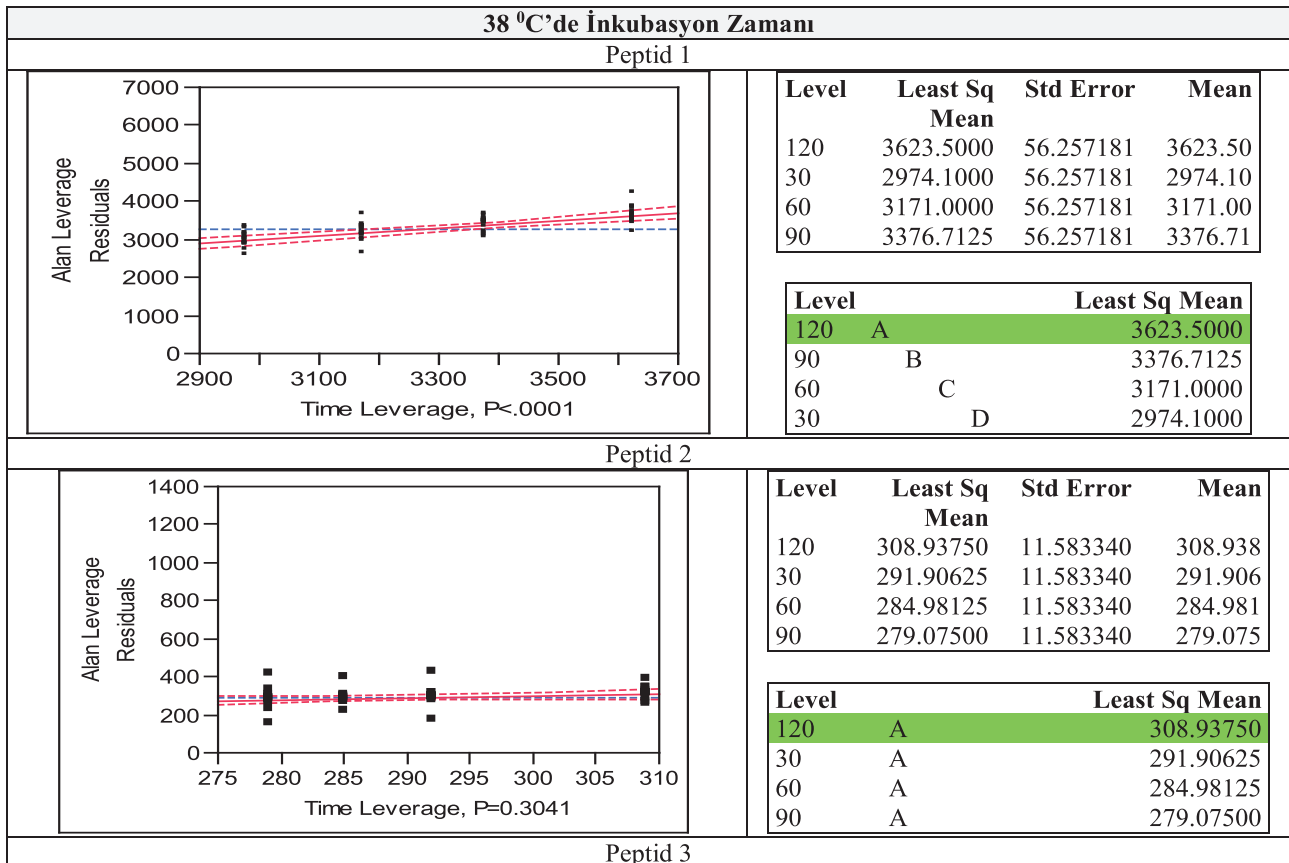 38 ⁰C’de İnkubasyon Zamanı
Peptid 1
7000
6000
5000
4000
3000
2000
1000
0
Alan Leverage
Residuals
2900 3100 3300 3500 3700
Time Leverage, P<.0001
Level Least Sq Std Error Mean
Mean
120 3623.5000 56.257181 3623.50
30 2974.1000 56.257181 2974.10
60 3171.0000 56.257181 3171.00
90 3376.7125 56.257181 3376.71
Level Least Sq Mean
120 A 3623.5000
90 B 3376.7125
60 C 3171.0000
30 D 2974.1000
Peptid 2
1400
1200
1000
800
600
400
200
0
Alan Leverage
Residuals
275 280 285 290 295 300 305 310
Time Leverage, P=0.3041
Level Least Sq Std Error Mean
Mean
120 308.93750 11.583340 308.938
30 291.90625 11.583340 291.906
60 284.98125 11.583340 284.981
90 279.07500 11.583340 279.075
Level Least Sq Mean
120 A 308.93750
30 A 291.90625
60 A 284.98125
90 A 279.07500
Peptid 3